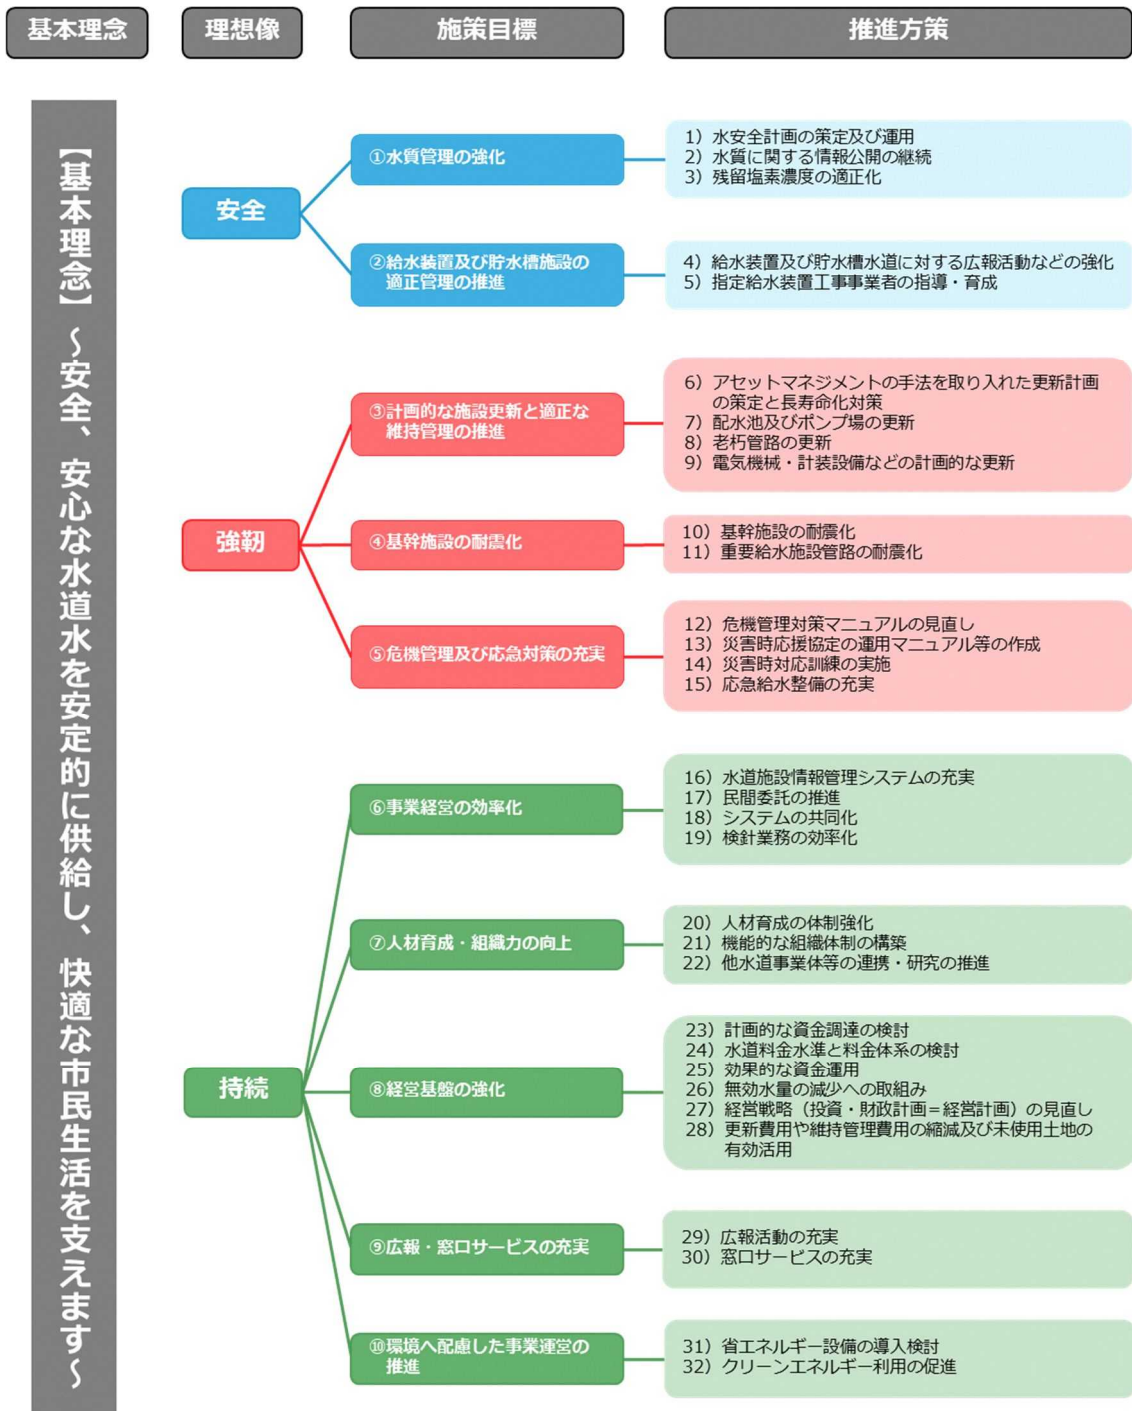 基本理念
理想像
施策目標
推進方策
【基本理念】～安全、安心な水道水を安定的に供給し、快適な市民生活を支えます～
安全
①水質管理の強化
1）水安全計画の策定及び運用
2）水質に関する情報公開の継続
3）残留塩素濃度の適正化
②給水装置及び貯水槽施設の
適正管理の推進
4）給水装置及び貯水槽水道に対する広報活動などの強化
5）指定給水装置工事事業者の指導・育成
強靭
③計画的な施設更新と適正な
維持管理の推進
6）アセットマネジメントの手法を取り入れた更新計画
の策定と長寿命化対策
7）配水池及びポンプ場の更新
8）老朽管路の更新
9）電気機械・計装設備などの計画的な更新
④基幹施設の耐震化
10）基幹施設の耐震化
11）重要給水施設管路の耐震化
⑤危機管理及び応急対策の充実
12）危機管理対策マニュアルの見直し
13）災害時応援協定の運用マニュアル等の作成
14）災害時対応訓練の実施
15）応急給水整備の充実
持続
⑥事業経営の効率化
16）水道施設情報管理システムの充実
17）民間委託の推進
18）システムの共同化
19）検針業務の効率化
⑦人材育成・組織力の向上
20）人材育成の体制強化
21）機能的な組織体制の構築
22）他水道事業体等の連携・研究の推進
⑧経営基盤の強化
23）計画的な資金調達の検討
24）水道料金水準と料金体系の検討
25）効果的な資金運用
26）無効水量の減少への取組み
27）経営戦略（投資・財政計画＝経営計画）の見直し
28）更新費用や維持管理費用の縮減及び未使用土地の
有効活用
⑨広報・窓口サービスの充実
29）広報活動の充実
30）窓口サービスの充実
⑩環境へ配慮した事業運営の
推進
31）省エネルギー設備の導入検討
32）クリーンエネルギー利用の促進